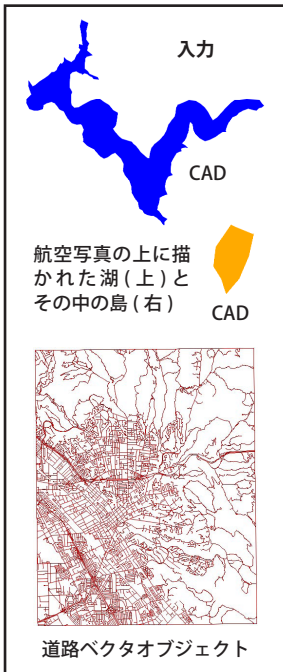 入力
CAD
航空写真の上に描
かれた湖 ( 上 ) と
その中の島 ( 右 )
CAD
道路ベクタオブジェクト